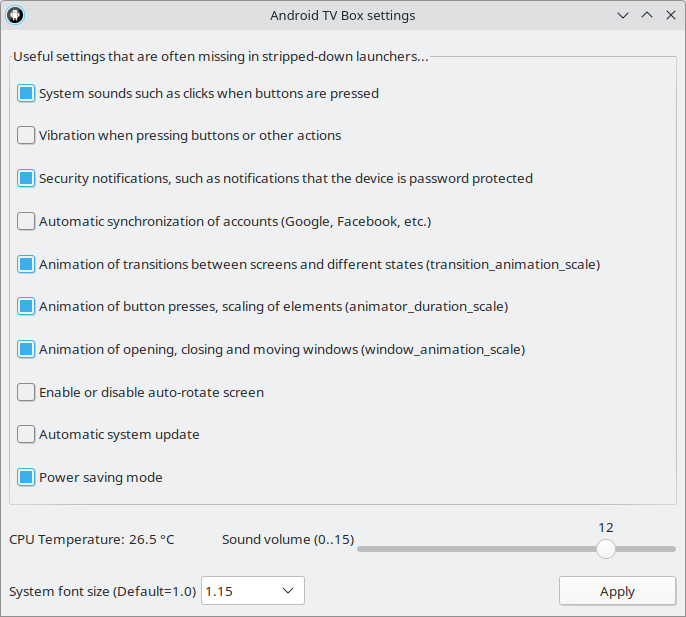 Android TV Box settings
Useful settings that are often missing in stripped-down launchers...
System sounds such as clicks when buttons are pressed
Vibration when pressing buttons or other actions
Security notifications, such as notifications that the device is password protected
Automatic synchronization of accounts (Google, Facebook, etc.)
Animation of transitions between screens and different states (transition_animation_scale)
Animation of button presses, scaling of elements (animator_duration_scale)
Animation of opening, closing and moving windows (window_animation_scale)
Enable or disable auto-rotate screen
Automatic system update
Power saving mode
12
CPU Temperature: 26.5 °C Sound volume (0..15)
System font size (Default=1.0) 1.15 Apply